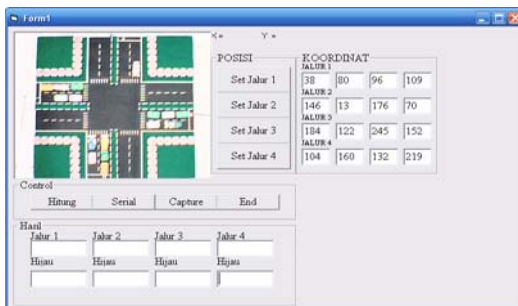 Form1
X = Y =
POSISI
Set Jalur 1
Set Jalur 2
Set Jalur 3
Set Jalur 4
KOORDINAT
JALUR 1
38 80 96 109
JALUR 2
146 13 176 70
JALUR 3
184 122 245 152
JALUR 4
104 160 132 219
Control
Hitung Serial Capture End
Hasil
Jalur 1 Jalur 2 Jalur 3 Jalur 4
Hijau Hijau Hijau Hijau